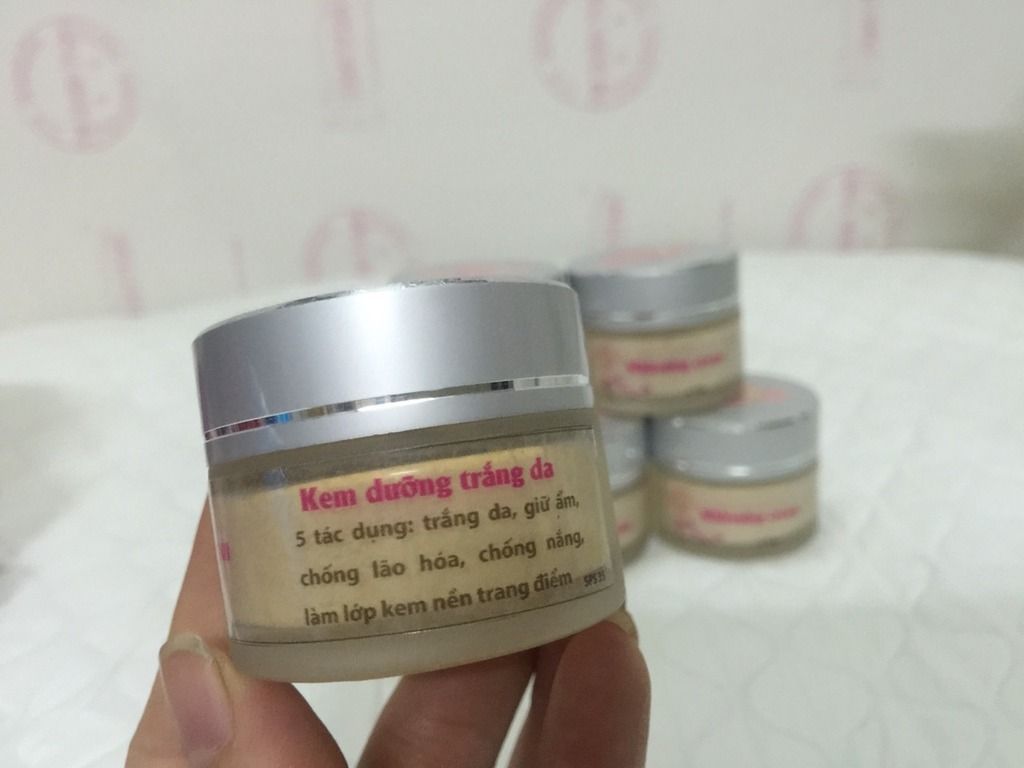 Kem dưỡng trắng da
5 tác dụng: trắng da, giữ ẩm,
chống lão hóa, chống nắng,
làm lớp kem nền trang điểm